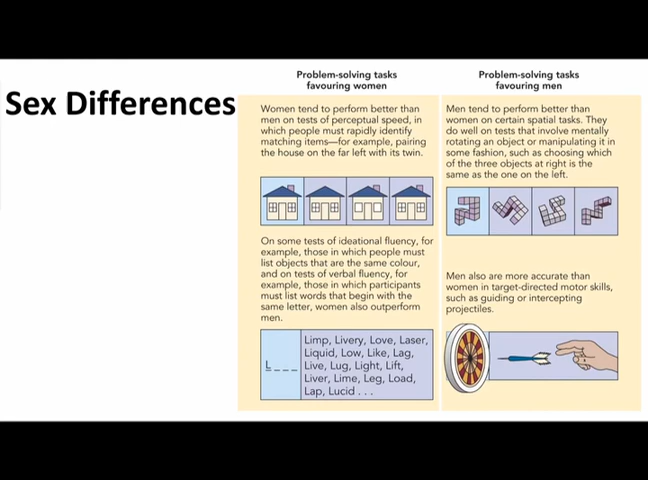 Sex Differences
Problem-solving tasks
favouring women
Women tend to perform better than
men on tests of perceptual speed, in
which people must rapidly identify
matching items—for example, pairing
the house on the far left with its twin.
On some tests of ideational fluency, for
example, those in which people must
list objects that are the same colour,
and on tests of verbal fluency, for
example, those in which participants
must list words that begin with the
same letter, women also outperform
men.
L _ _ _
Limp, Livery, Love, Laser,
Liquid, Low, Like, Lag,
Live, Lug, Light, Lift,
Liver, Lime, Leg, Load,
Lap, Lucid . . .
Problem-solving tasks
favouring men
Men tend to perform better than
women on certain spatial tasks. They
do well on tests that involve mentally
rotating an object or manipulating it in
some fashion, such as choosing which
of the three objects at right is the
same as the one on the left.
Men also are more accurate than
women in target-directed motor skills,
such as guiding or intercepting
projectiles.